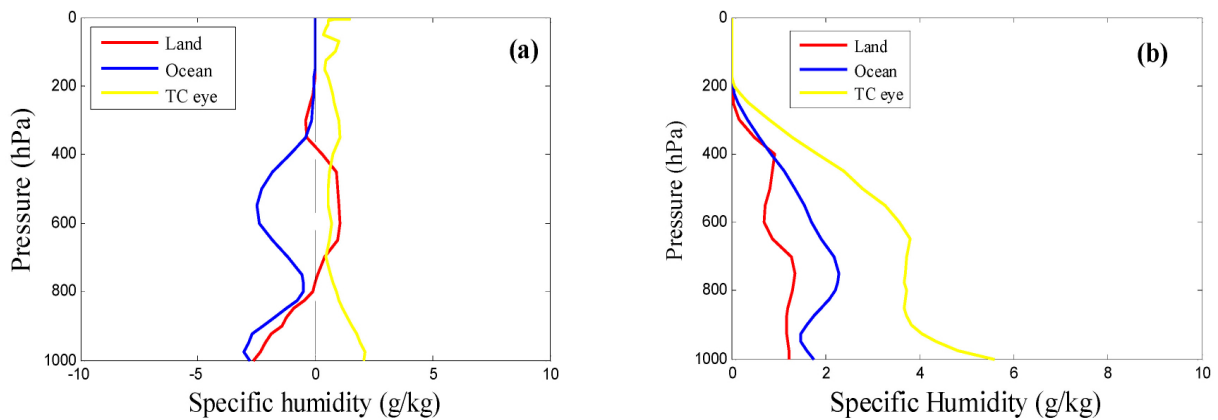 (a)
Land
Ocean
TC eye
0
200
400
600
800
1000
Pressure (hPa)
-10
-5
0
5
10
Specific humidity (g/kg)
(b)
Land
Ocean
TC eye
0
200
400
600
800
1000
Pressure (hPa)
0
2
4
6
8
10
Specific Humidity (g/kg)